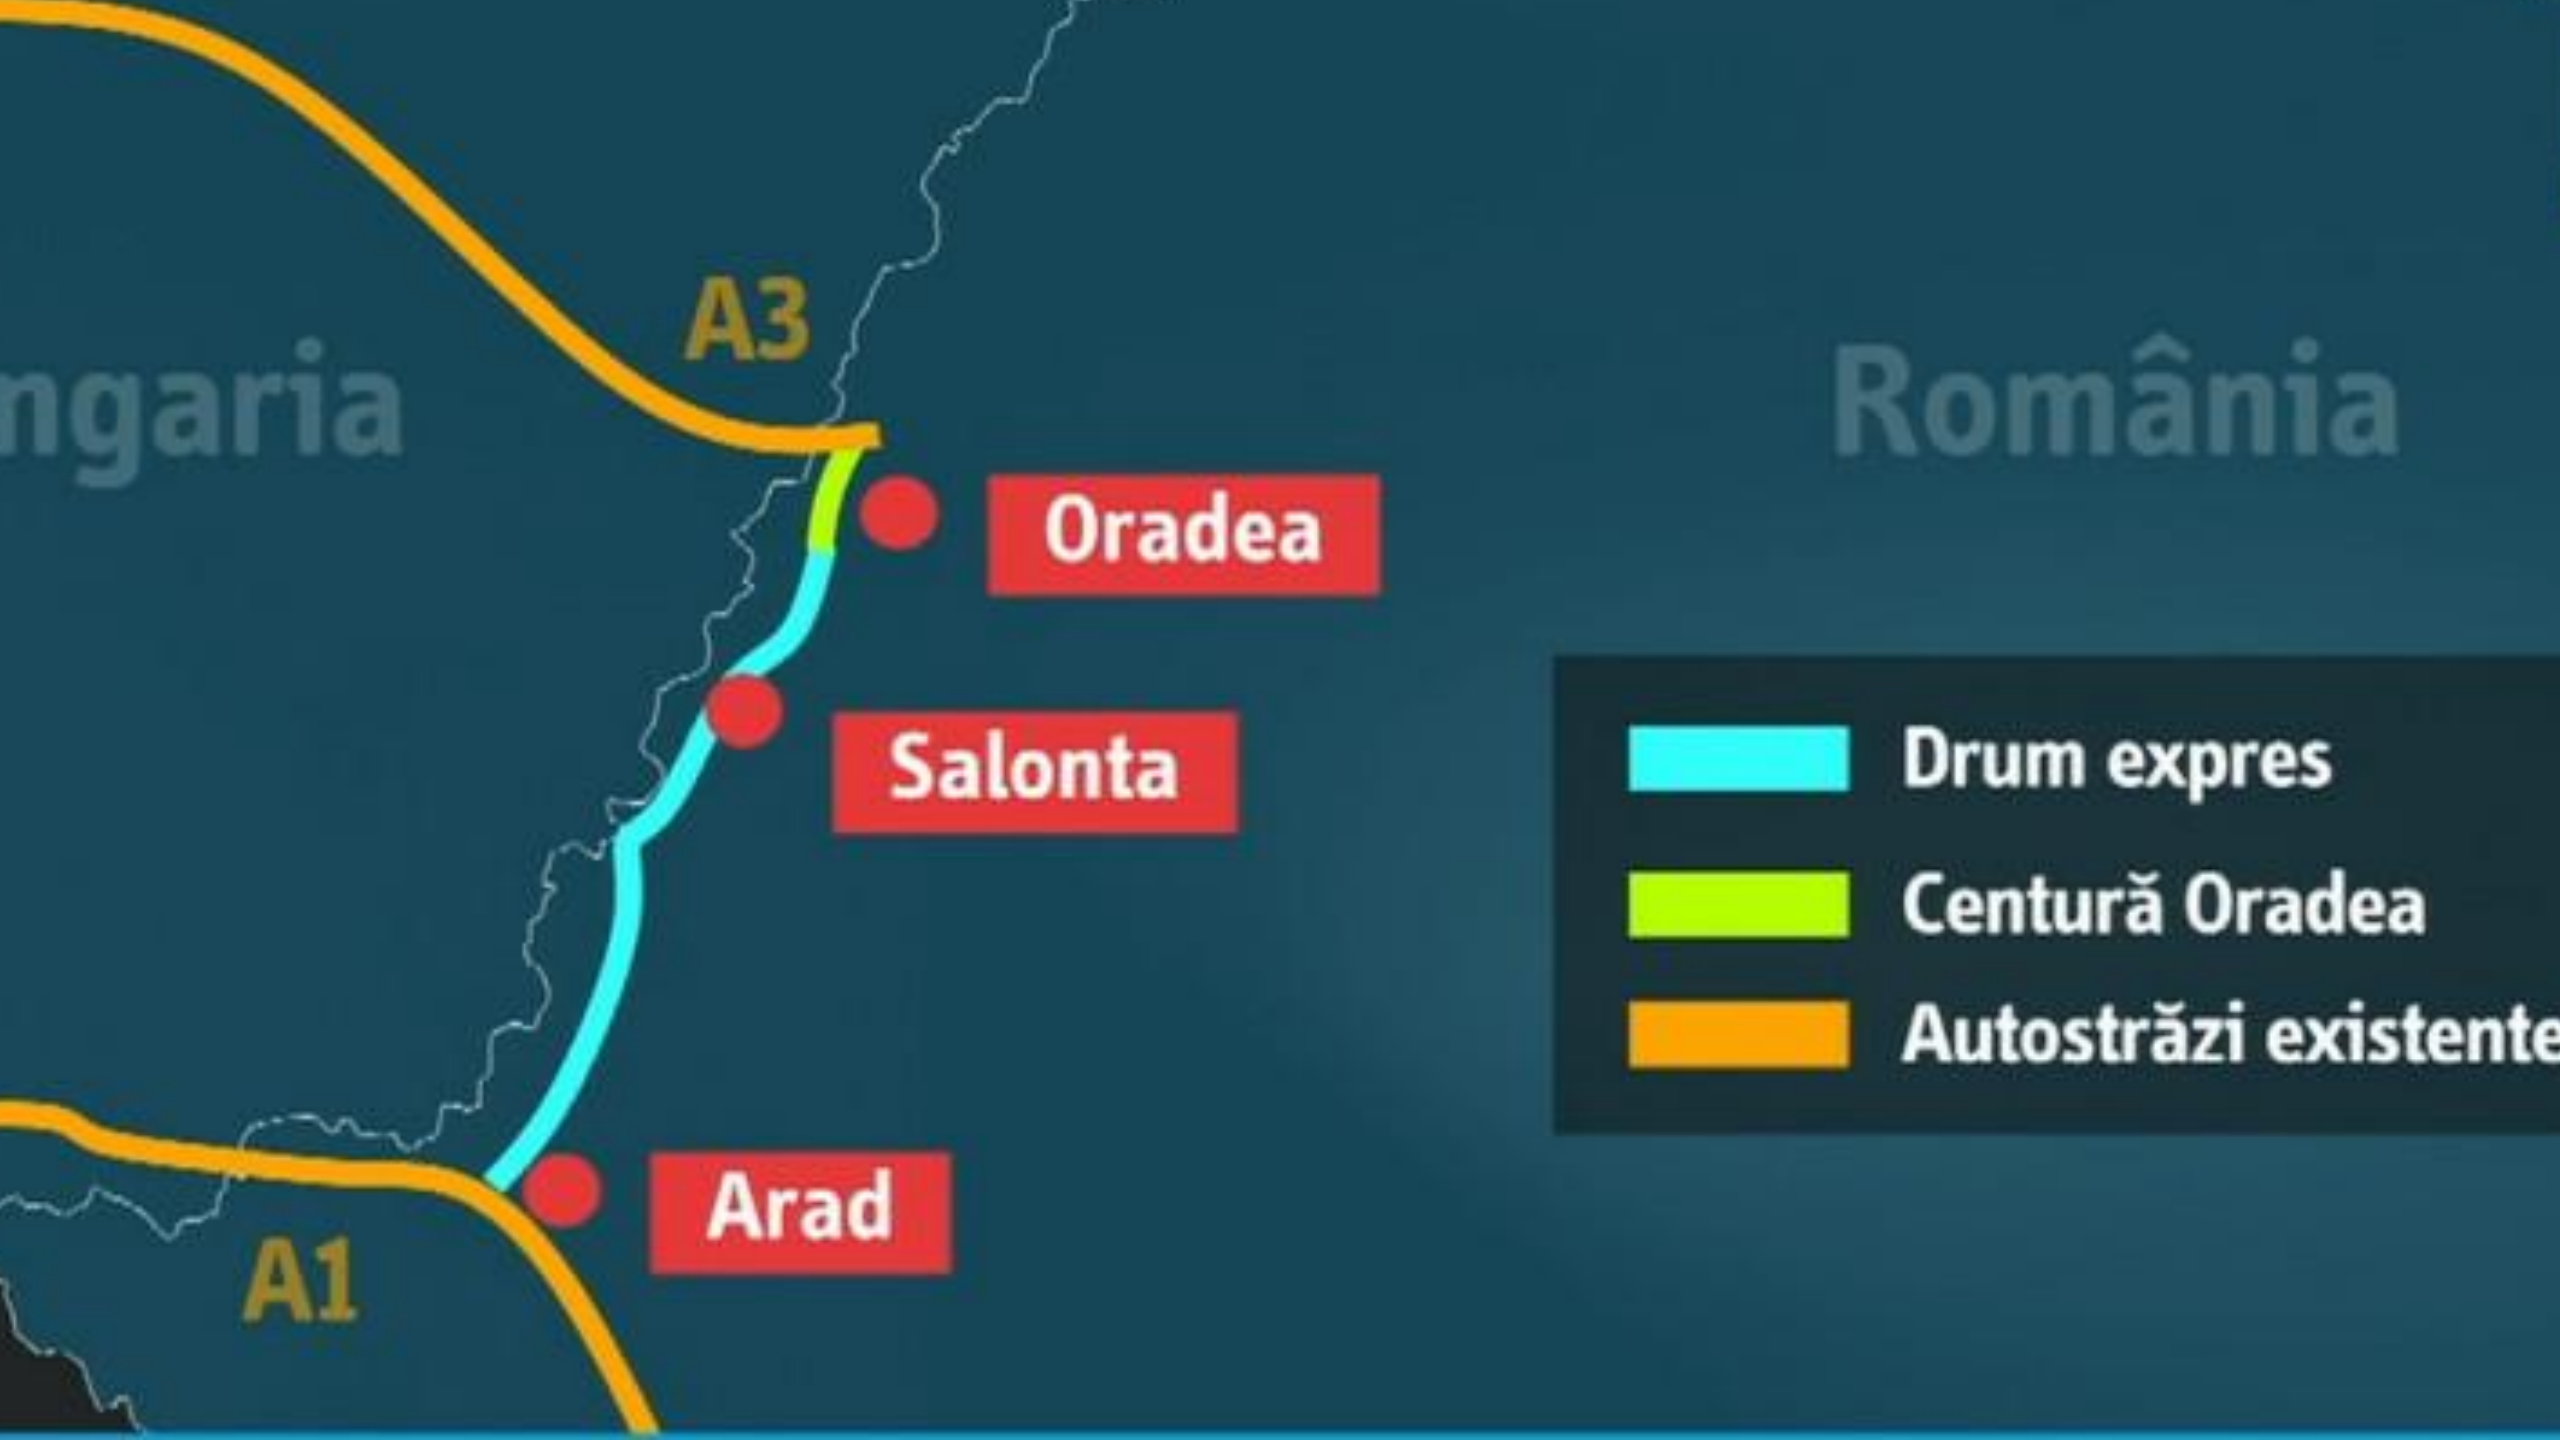 A3
ngaria
România
Oradea
Salonta
Drum expres
Centură Oradea
Autostrăzi existente
Arad
A1